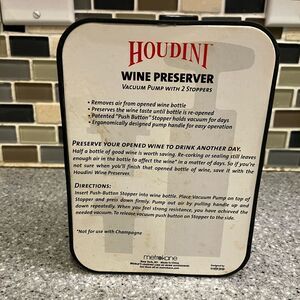 HOUDINI™
WINE PRESERVER
VACUUM PUMP WITH 2 STOPPERS
• Removes air from opened wine bottle
• Preserves the wine taste until bottle is re-opened
• Patented "Push Button" Stopper holds vacuum for days
• Ergonomically designed pump handle for easy operation
PRESERVE YOUR OPENED WINE TO DRINK ANOTHER DAY.
Half a bottle of good wine is worth saving. Re-corking or sealing still leaves
enough air in the bottle to affect the wine" in a matter of days. So if you're
not sure when you'll finish that opened bottle of wine, save it with the
Houdini Wine Preserver.
DIRECTIONS:
Insert Push-Button Stopper into wine bottle. Place Vacuum Pump on top of
Stopper and press down firmly. Pump out air by pulling handle up and
down repeatedly. When you feel strong resistance, you have achieved the
needed vacuum. To release vacuum push button on Stopper to the side.
*Not for use with Champagne
metrokane